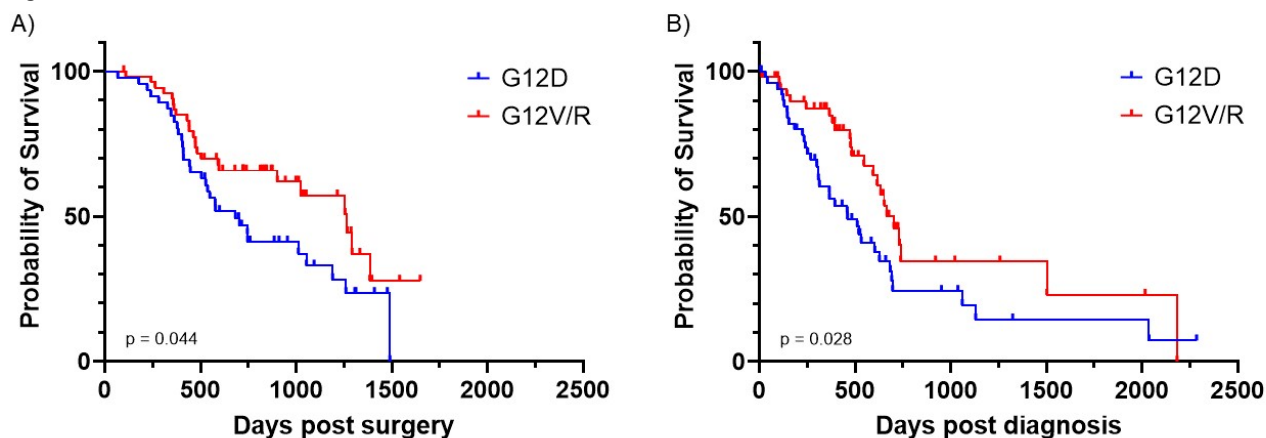 A)
Probability of Survival
100
50
0
G12D
G12V/R
p = 0.044
0 500 1000 1500 2000 2500
Days post surgery
B)
Probability of Survival
100
50
0
G12D
G12V/R
p = 0.028
0 500 1000 1500 2000 2500
Days post diagnosis